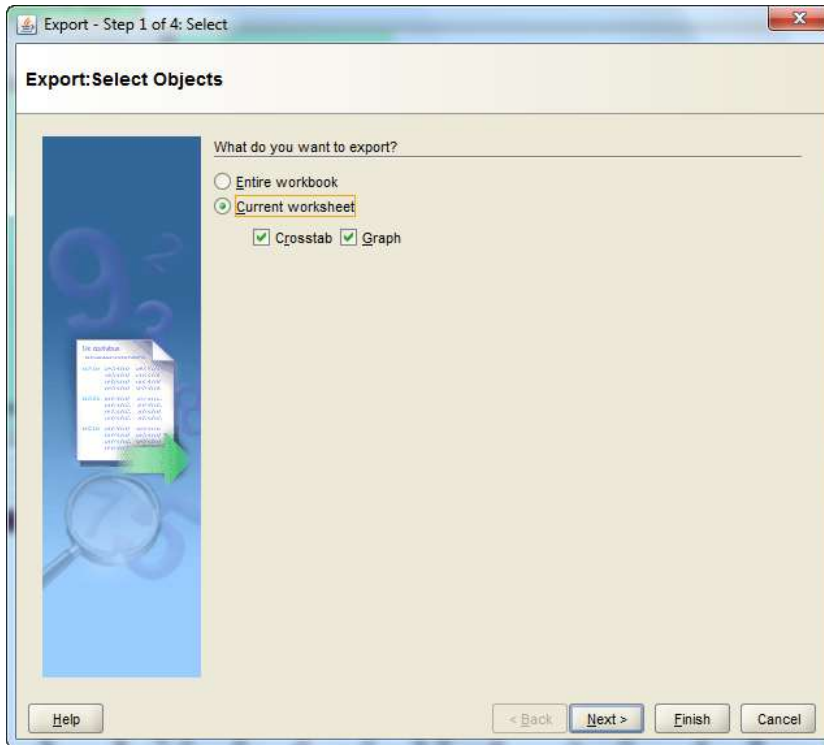 Export - Step 1 of 4: Select
Export:Select Objects
What do you want to export?
Entire workbook
Current worksheet
Crosstab Graph
Help < Back Next > Finish Cancel